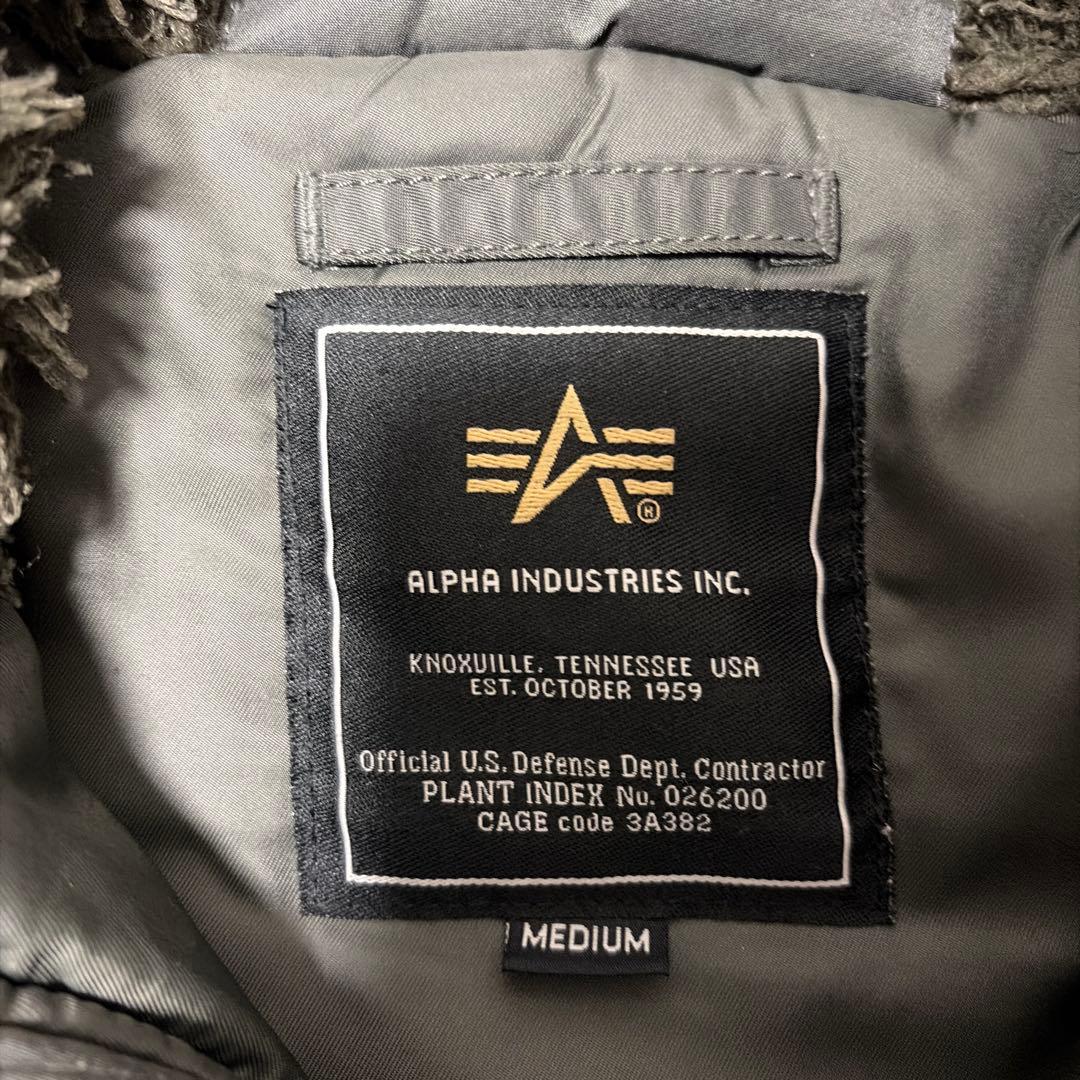 ALPHA INDUSTRIES INC.
KNOXVILLE. TENNESSEE USA
EST. OCTOBER 1959
Official U.S. Defense Dept. Contractor
PLANT INDEX No. 026200
CAGE code 3A382
MEDIUM